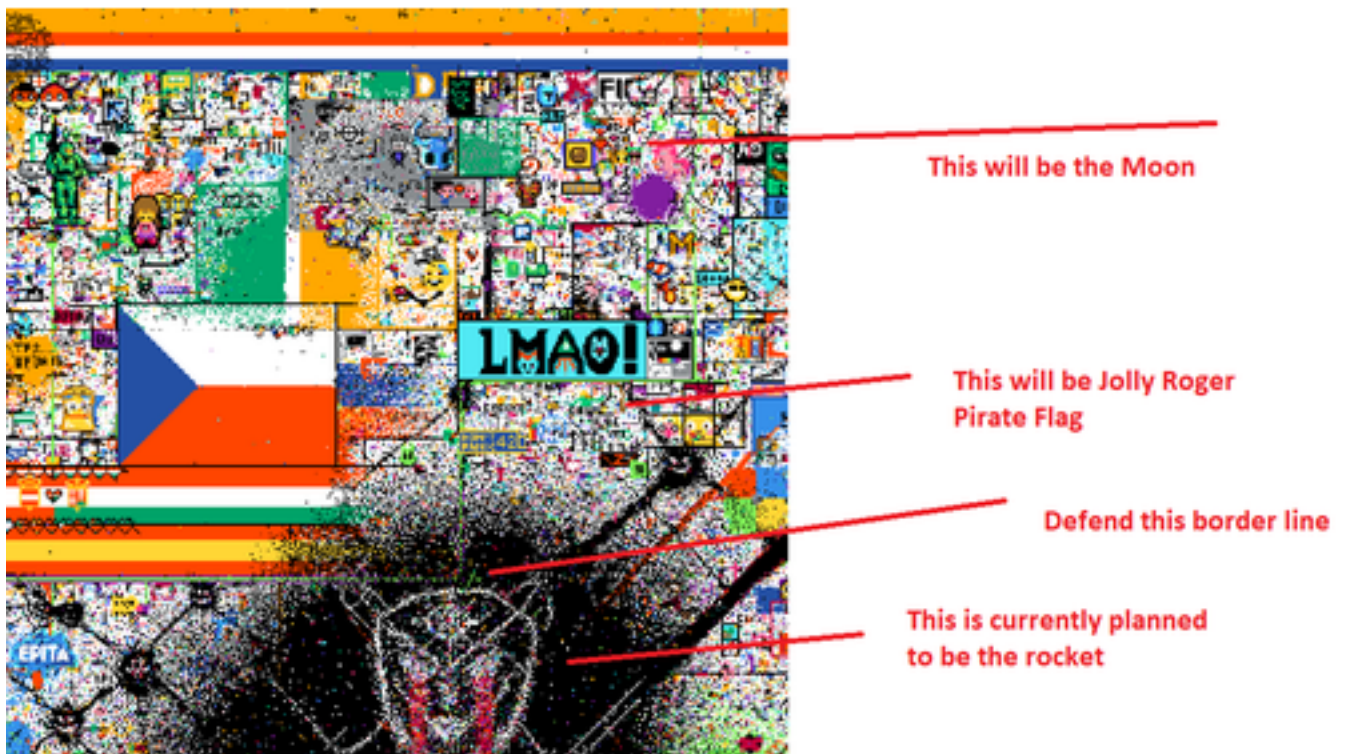 This will be the Moon
LMAO!
This will be Jolly Roger
Pirate Flag
Defend this border line
This is currently planned
to be the rocket
EPITA